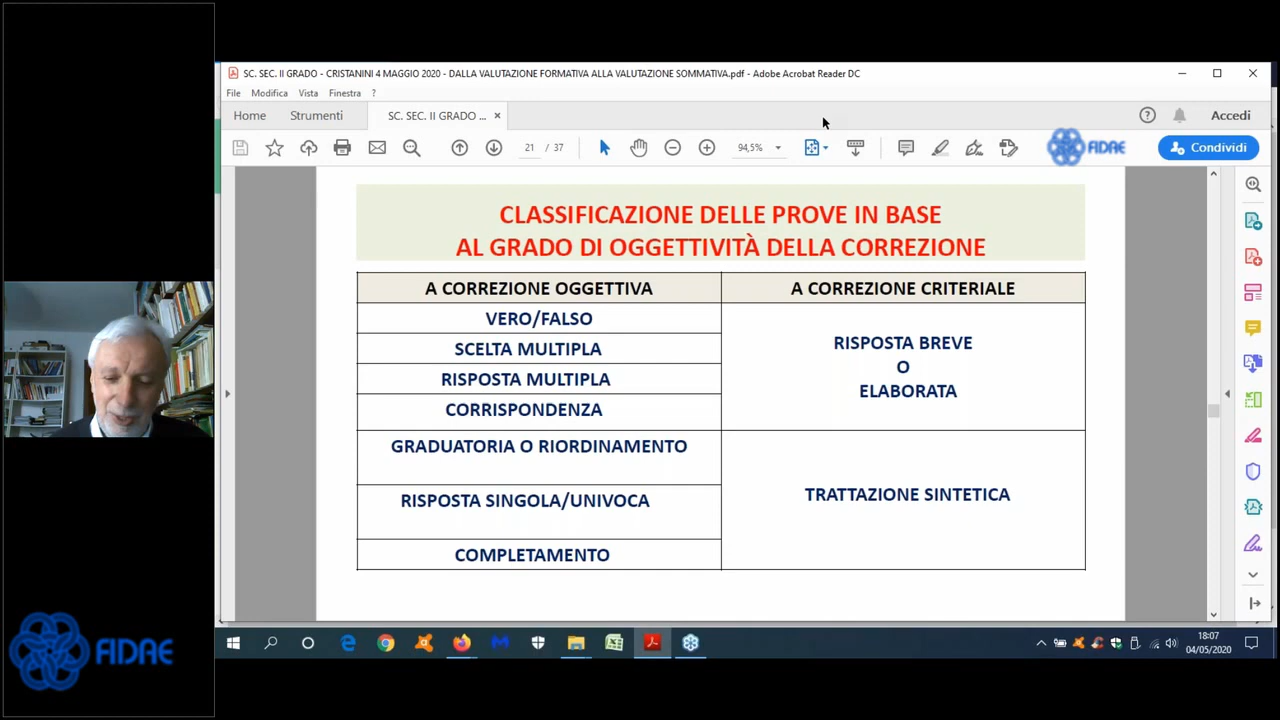 SC. SEC. II GRADO - CRISTANINI 4 MAGGIO 2020 - DALLA VALUTAZIONE FORMATIVA ALLA VALUTAZIONE SOMMATIVA.pdf - Adobe Acrobat Reader DC
File Modifica Vista Finestra ?
Home Strumenti SC. SEC. II GRADO ... × Accedi
21 / 37 94,5% FIDAE Condividi
CLASSIFICAZIONE DELLE PROVE IN BASE
AL GRADO DI OGGETTIVITÀ DELLA CORREZIONE
A CORREZIONE OGGETTIVA
VERO/FALSO
SCELTA MULTIPLA
RISPOSTA MULTIPLA
CORRISPONDENZA
GRADUATORIA O RIORDINAMENTO
RISPOSTA SINGOLA/UNIVOCA
COMPLETAMENTO
A CORREZIONE CRITERIALE
RISPOSTA BREVE
O
ELABORATA
TRATTAZIONE SINTETICA
18:07
04/05/2020
FIDAE